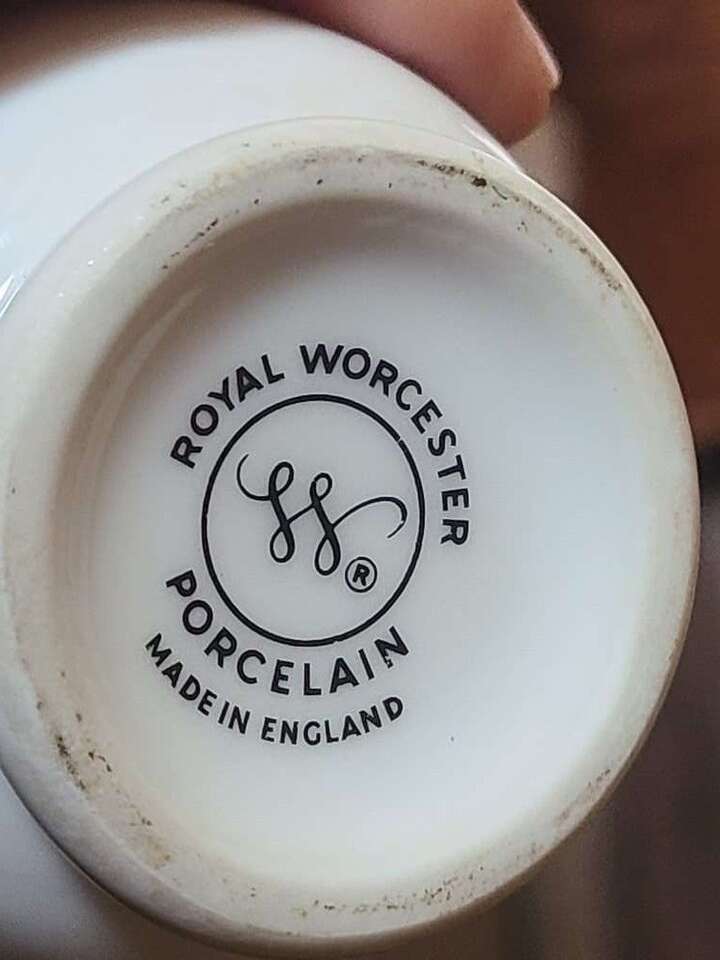 ROYAL WORCESTER
W
®
PORCELAIN
MADE IN ENGLAND